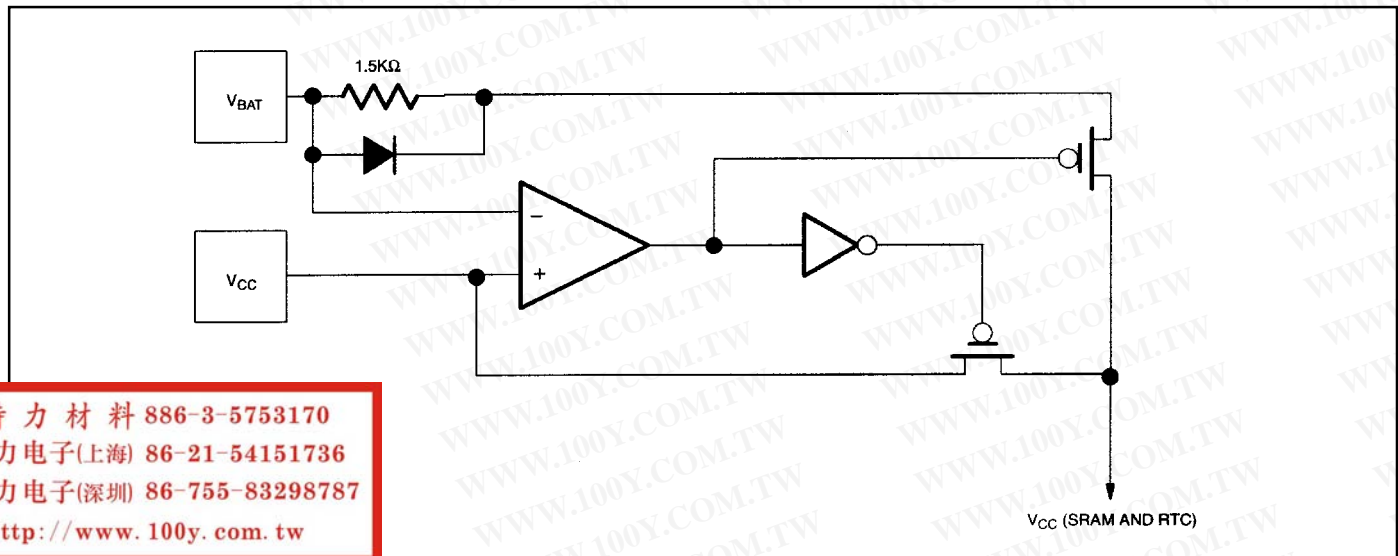 1.5KΩ
VBAT
−
+
VCC
VCC (SRAM AND RTC)
力 材 料 886-3-5753170
力电子(上海) 86-21-54151736
力电子(深圳) 86-755-83298787
ttp://www.100y.com.tw
WWW.100Y.COM.TW